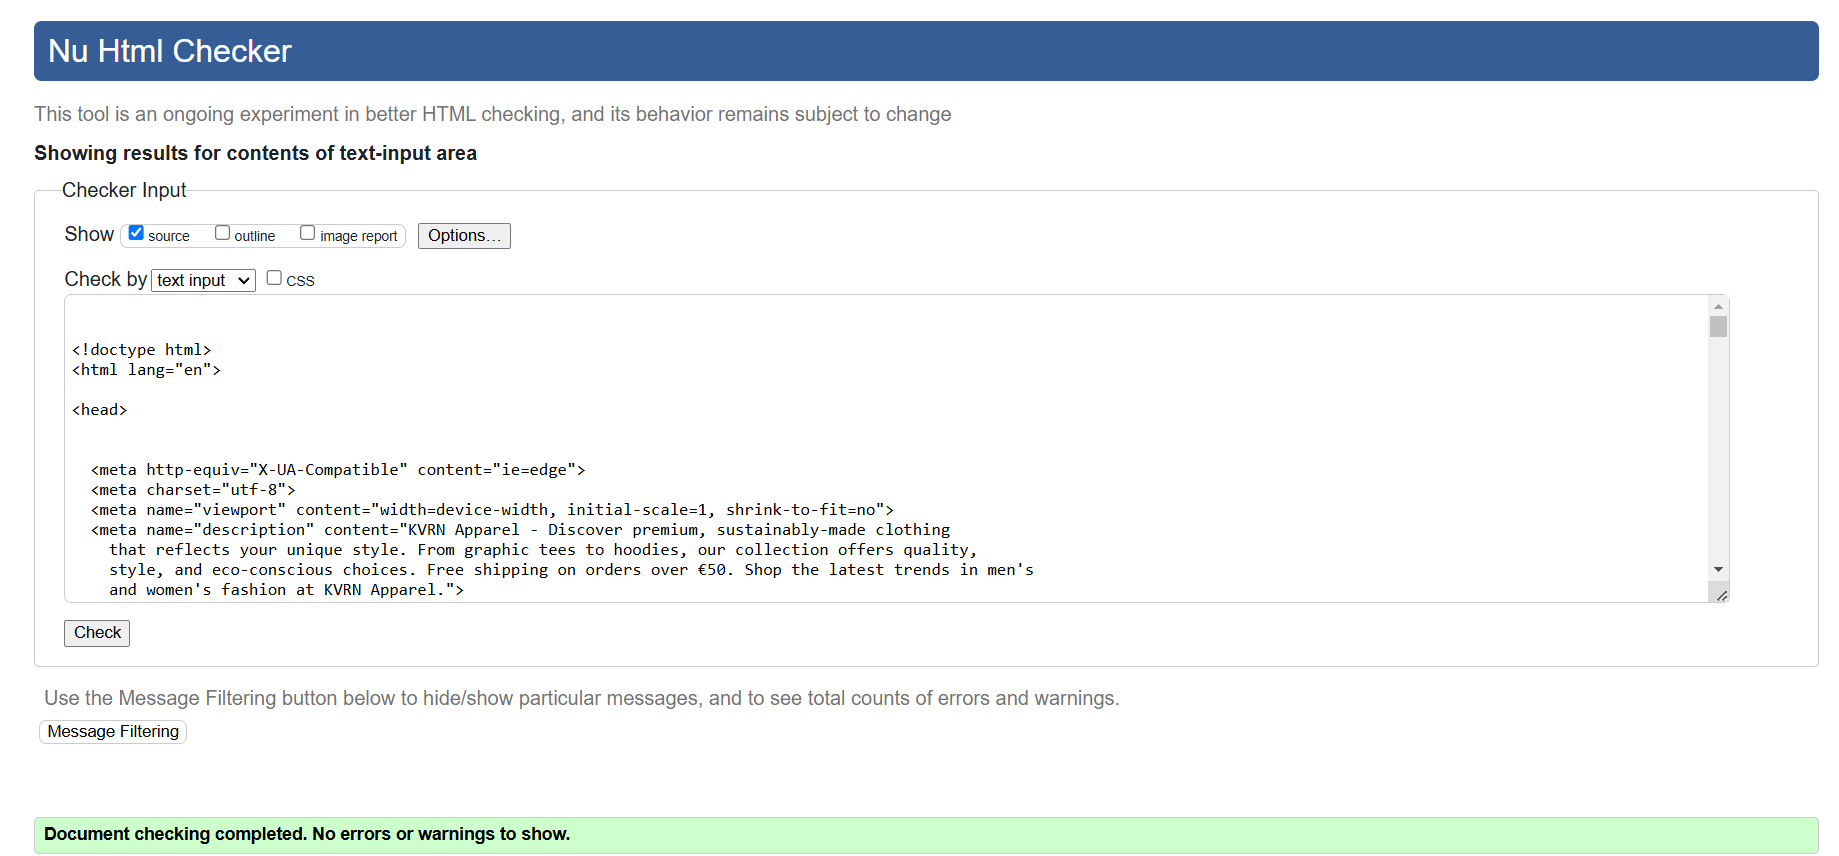 Nu Html Checker
This tool is an ongoing experiment in better HTML checking, and its behavior remains subject to change
Showing results for contents of text-input area
Checker Input
Show source outline image report Options...
Check by text input CSS
<!doctype html>
<html lang="en">
<head>
<meta http-equiv="X-UA-Compatible" content="ie=edge">
<meta charset="utf-8">
<meta name="viewport" content="width=device-width, initial-scale=1, shrink-to-fit=no">
<meta name="description" content="KVRN Apparel - Discover premium, sustainably-made clothing
that reflects your unique style. From graphic tees to hoodies, our collection offers quality,
style, and eco-conscious choices. Free shipping on orders over €50. Shop the latest trends in men's
and women's fashion at KVRN Apparel.">
Check
Use the Message Filtering button below to hide/show particular messages, and to see total counts of errors and warnings.
Message Filtering
Document checking completed. No errors or warnings to show.